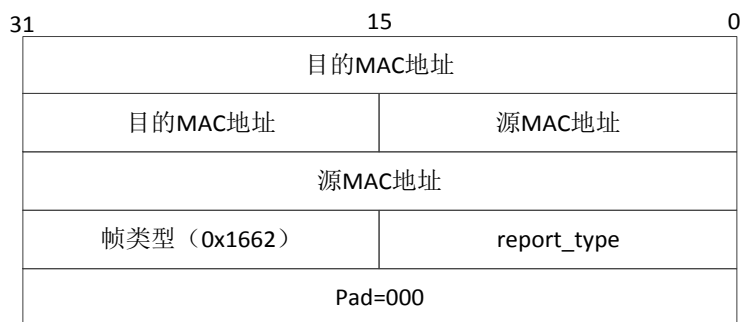 31 15 0
目的MAC地址
目的MAC地址 源MAC地址
源MAC地址
帧类型（0x1662） report_type
Pad=000